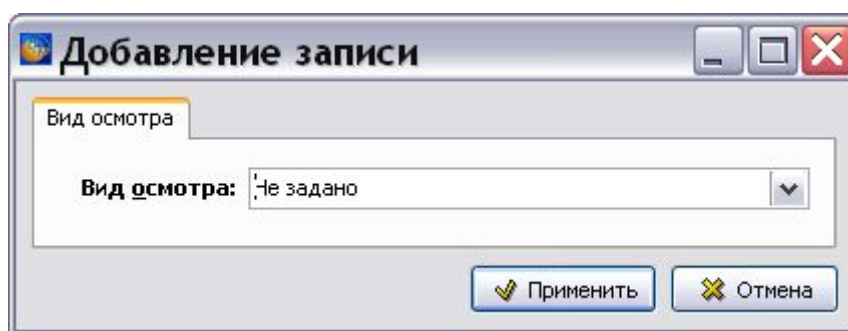 Добавление записи
Вид осмотра
Вид осмотра: Не задано
Применить Отмена